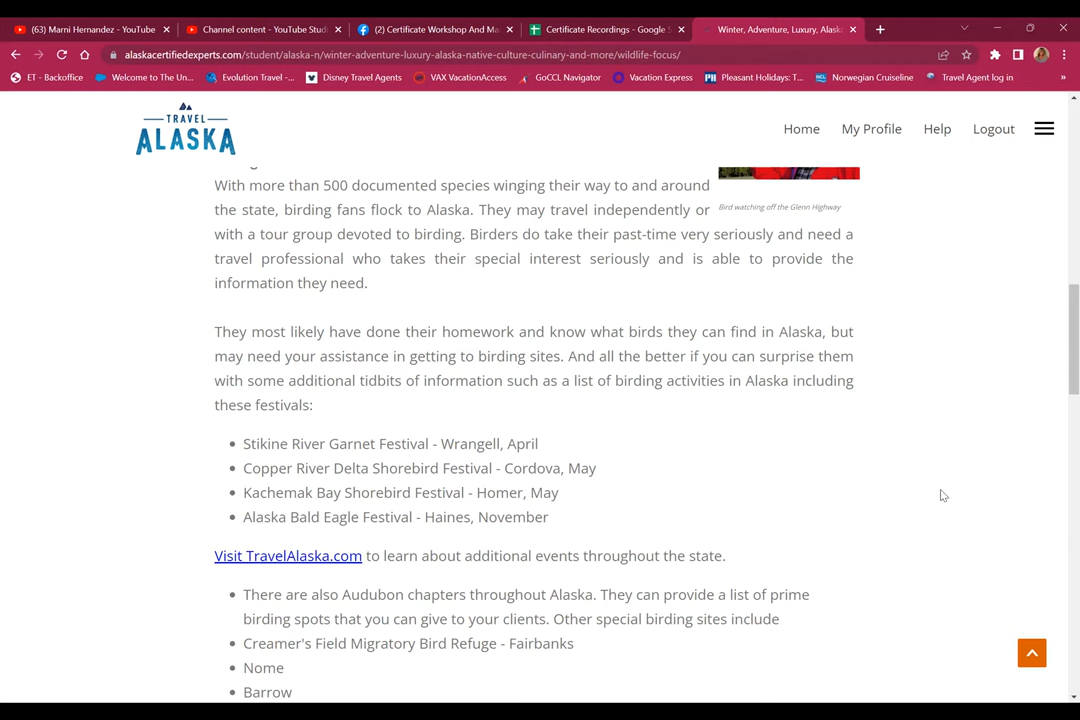 (63) Marni Hernandez - YouTube
Channel content - YouTube Studi
(2) Certificate Workshop And Ma
Certificate Recordings - Google S
Winter, Adventure, Luxury, Alaska
alaskacertifiedexperts.com/student/alaska-n/winter-adventure-luxury-alaska-native-culture-culinary-and-more/wildlife-focus/
ET - Backoffice
Welcome to The Un...
Evolution Travel -...
Disney Travel Agents
VAX VacationAccess
GoCCL Navigator
Vacation Express
Pleasant Holidays: T...
Norwegian Cruiseline
Travel Agent log in
TRAVEL
ALASKA
Home
My Profile
Help
Logout
With more than 500 documented species winging their way to and around
the state, birding fans flock to Alaska. They may travel independently or
with a tour group devoted to birding. Birders do take their past-time very seriously and need a
travel professional who takes their special interest seriously and is able to provide the
information they need.
Bird watching off the Glenn Highway
They most likely have done their homework and know what birds they can find in Alaska, but
may need your assistance in getting to birding sites. And all the better if you can surprise them
with some additional tidbits of information such as a list of birding activities in Alaska including
these festivals:
Stikine River Garnet Festival - Wrangell, April
Copper River Delta Shorebird Festival - Cordova, May
Kachemak Bay Shorebird Festival - Homer, May
Alaska Bald Eagle Festival - Haines, November
Visit TravelAlaska.com to learn about additional events throughout the state.
There are also Audubon chapters throughout Alaska. They can provide a list of prime
birding spots that you can give to your clients. Other special birding sites include
Creamer's Field Migratory Bird Refuge - Fairbanks
Nome
Barrow